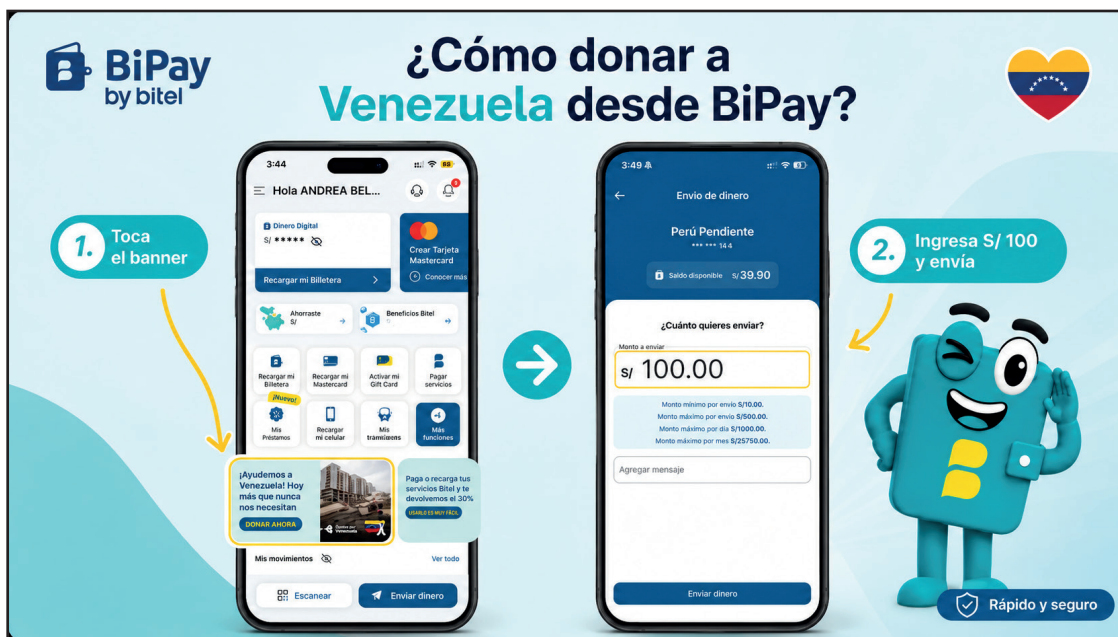 BiPay
by bitel
¿Cómo donar a
Venezuela desde BiPay?
1.
Toca
el banner
3:44
Hola ANDREA BEL...
Dinero Digital
S/ *****
Recargar mi Billetera
Crear Tarjeta
Mastercard
Conocer más
Ahorraste
S/
Beneficios Bitel
Recargar mi
Billetera
Recargar mi
Mastercard
Activar mi
Gift Card
Pagar
servicios
¡Nuevo!
Mis
Préstamos
Recargar
mi celular
Mis
Más
funciones
¡Ayudemos a
Venezuela! Hoy
más que nunca
nos necesitan
DONAR AHORA
Venezuela
Paga o recarga tus
servicios Bitel y te
devolvemos el 30%
USARLO ES MUY FÁCIL
Mis movimientos
Ver todo
Escanear
Enviar dinero
3:49
Envio de dinero
Perú Pendiente
*** *** 144
Saldo disponible S/ 39.90
¿Cuánto quieres enviar?
Monto a enviar
S/ 100.00
Monto mínimo por envío S/10.00.
Monto máximo por envío S/500.00.
Monto máximo por día S/1000.00.
Monto máximo por mes S/25750.00.
Agregar mensaje
Enviar dinero
2.
Ingresa S/ 100
y envía
Rápido y seguro